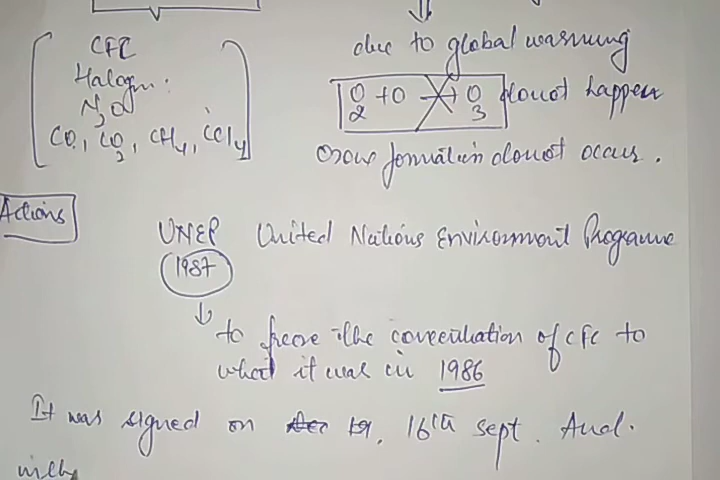 CFC
Halogen.
N2O
CO, CO2, CH4, CCl4
due to global warming
O2 + O → O3 donot happen
ozone formation donot occurs.
Actions
UNEP United Nations Environment Programe
1987
↓
to freeze the concentration of CFC to
what it was in 1986
It was signed on 19, 16th sept. And.